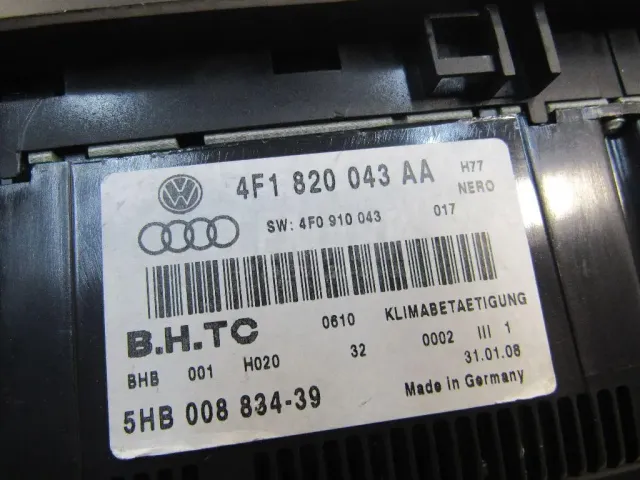 4F1 820 043 AA H77
NERO
SW: 4F0 910 043 017
B.H.TC 0610 KLIMABETAETIGUNG
BHB 001 H020 32 0002 III 1
31.01.08
5HB 008 834-39 Made in Germany